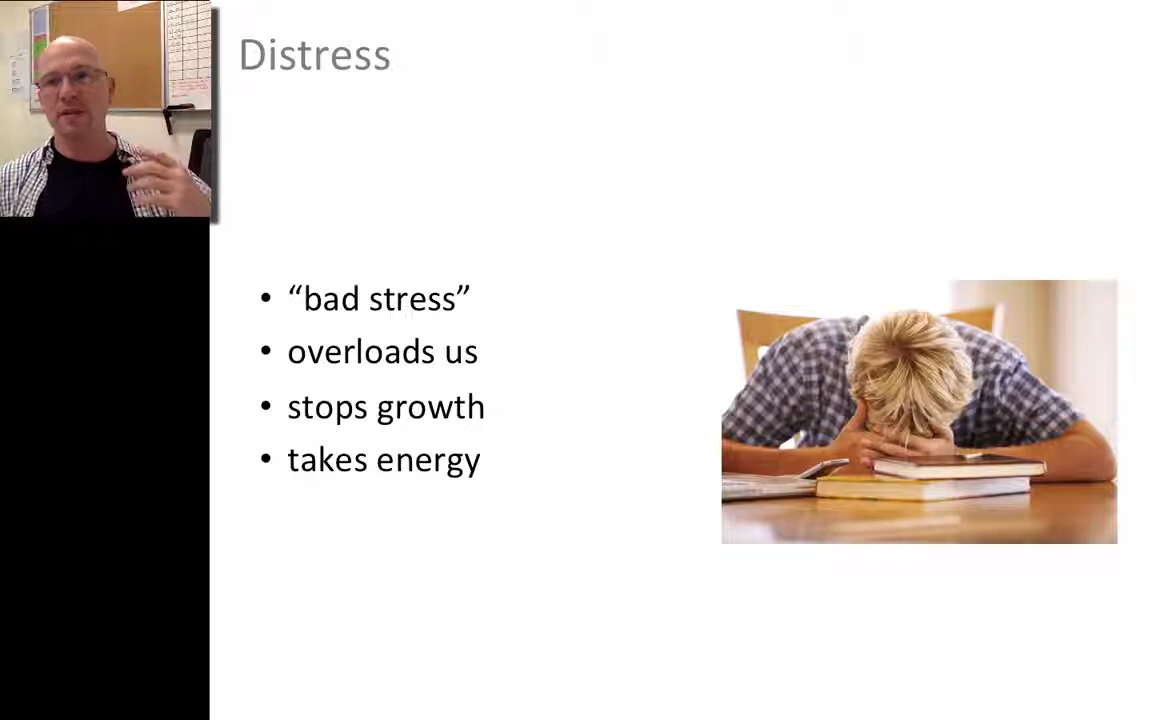 Distress
• “bad stress”
• overloads us
• stops growth
• takes energy